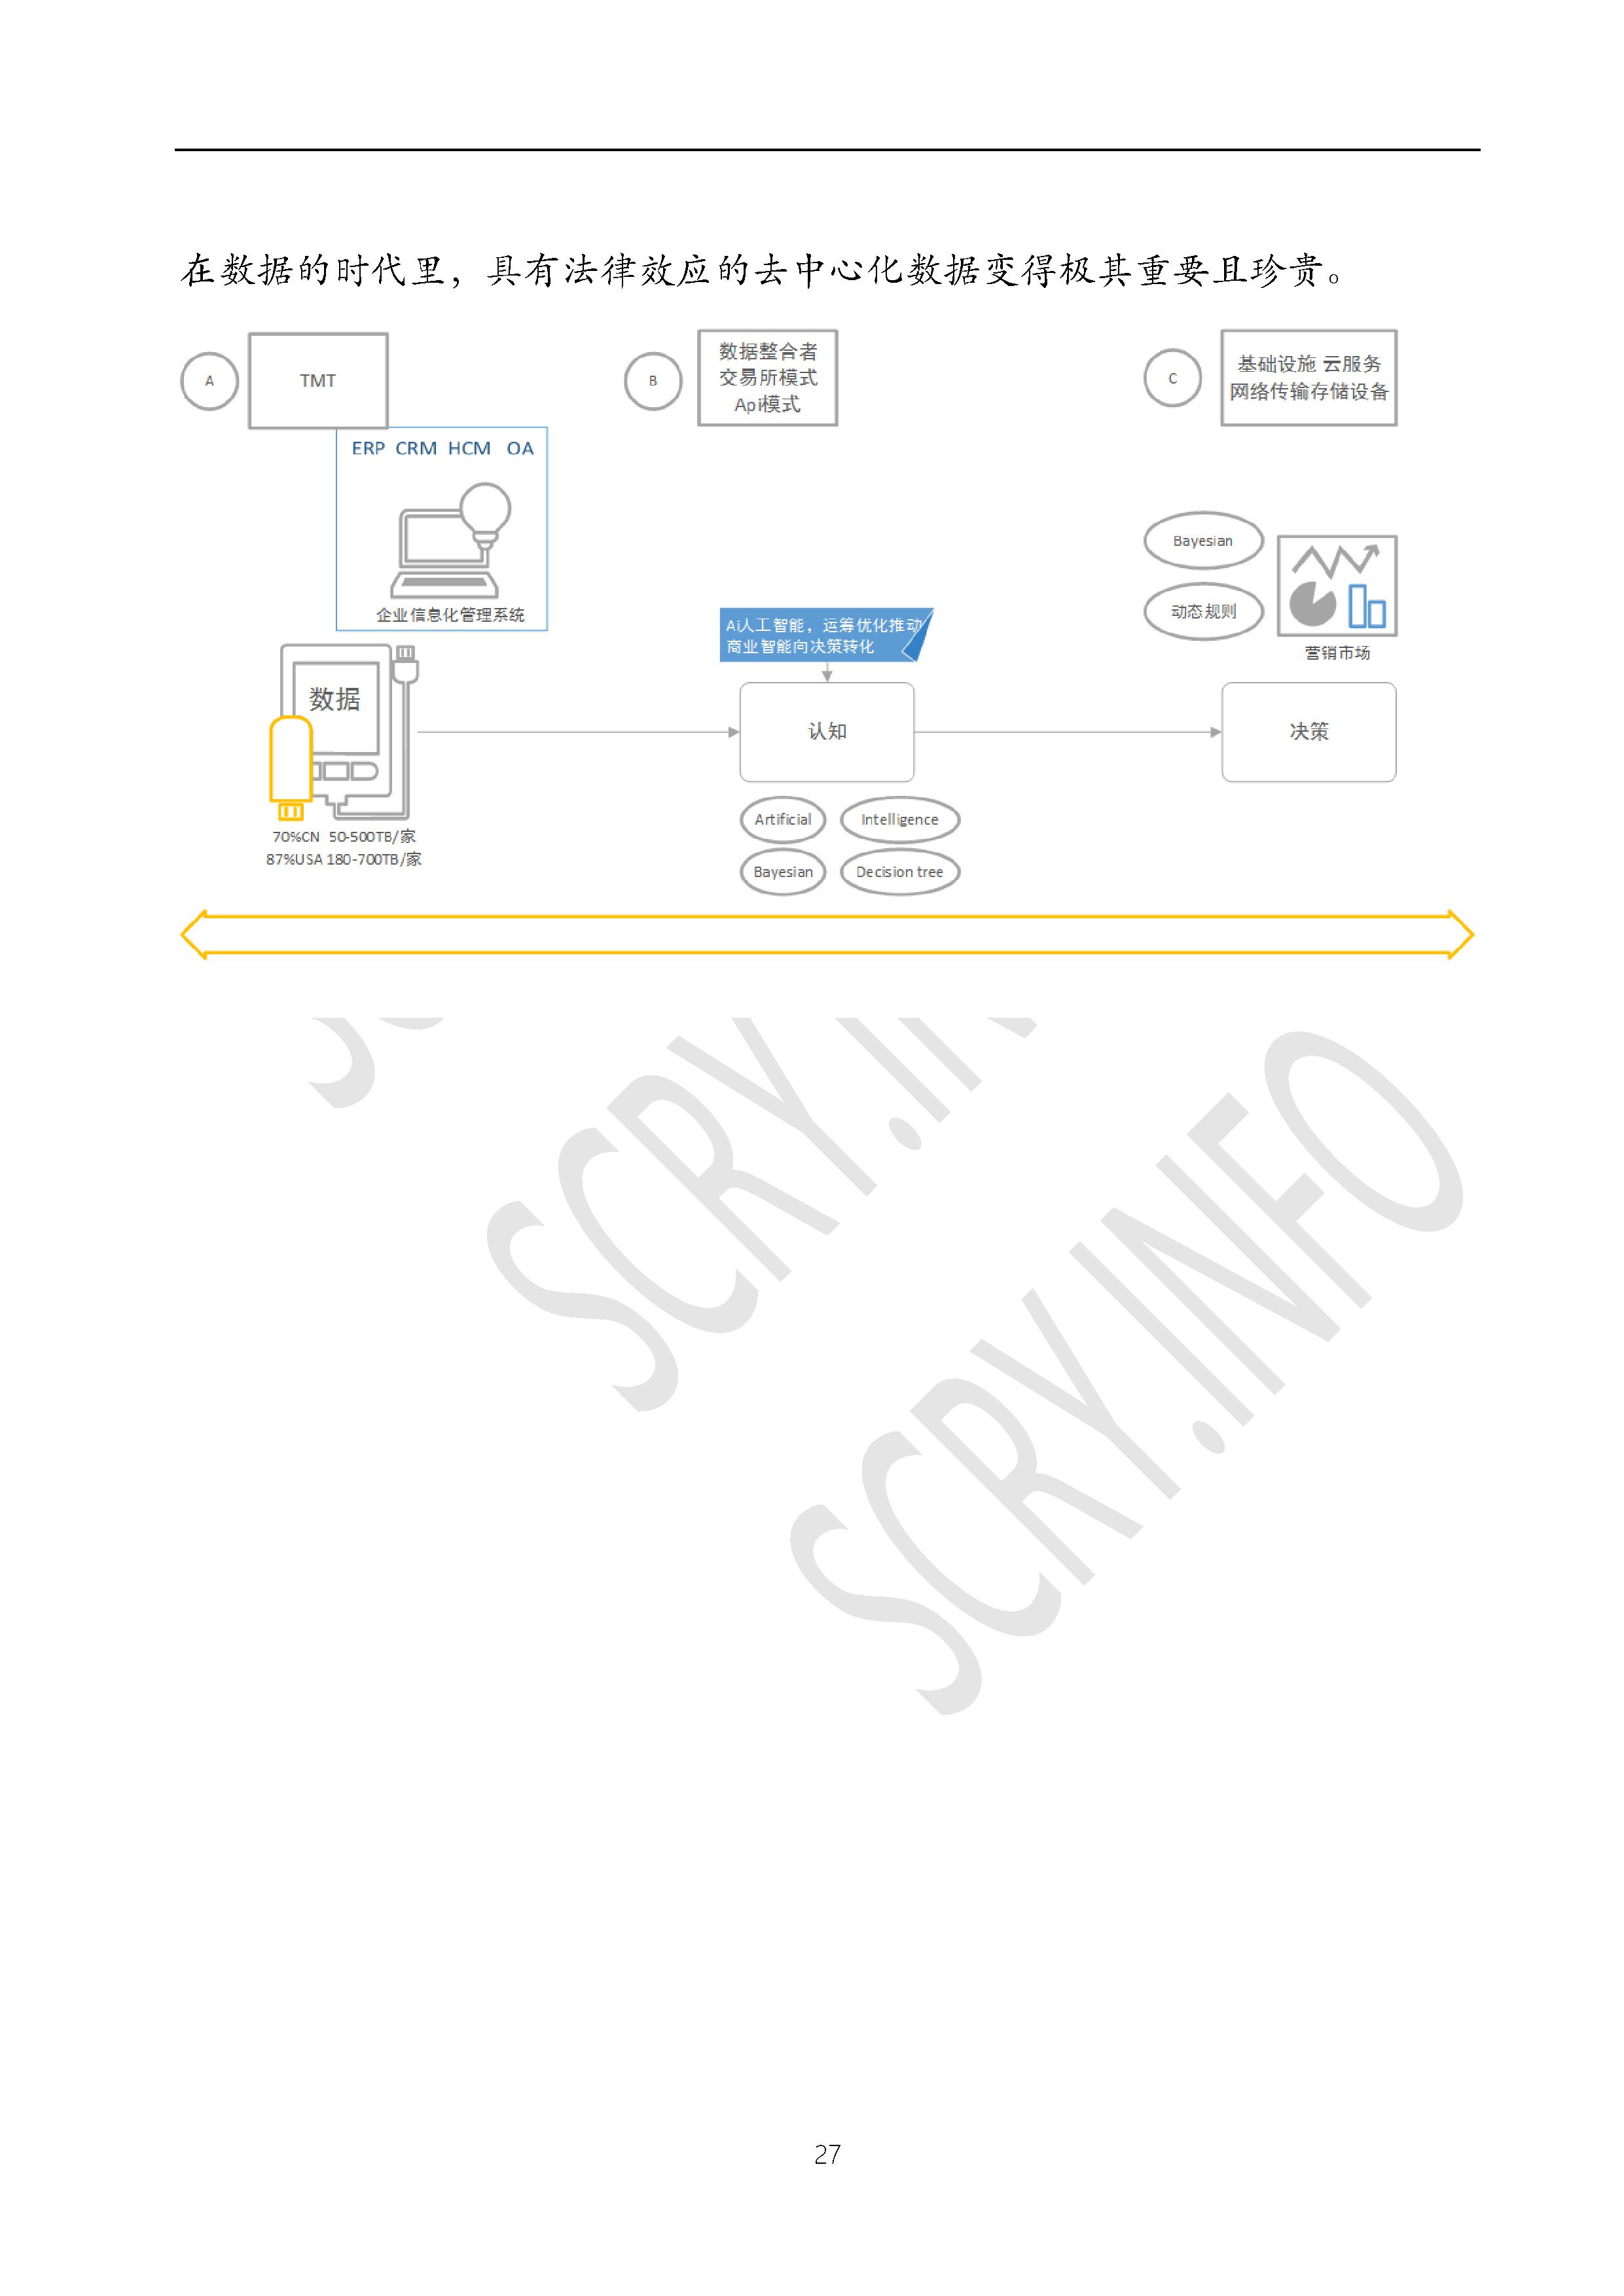 在数据的时代里，具有法律效应的去中心化数据变得极其重要且珍贵。
A
TMT
B
数据整合者
交易所模式
Api模式
C
基础设施 云服务
网络传输存储设备
ERP CRM HCM OA
企业信息化管理系统
Bayesian
动态规则
营销市场
Ai人工智能，运筹优化推动
商业智能向决策转化
数据
认知
决策
70%CN 50-500TB/家
87%USA 180-700TB/家
Artificial
Intelligence
Bayesian
Decision tree
SCRY.INFO
SCRY.INFO
27